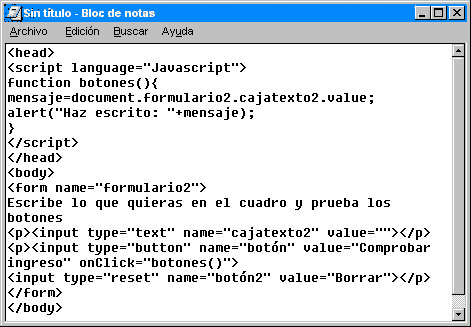 Sin título - Bloc de notas
Archivo Edición Buscar Ayuda
<head>
<script language="Javascript">
function botones(){
mensaje=document.formulario2.cajatexto2.value;
alert("Haz escrito: "+mensaje);
}
</script>
</head>
<body>
<form name="formulario2">
Escribe lo que quieras en el cuadro y prueba los
botones
<p><input type="text" name="cajatexto2" value=""></p>
<p><input type="button" name="botón" value="Comprobar
ingreso" onClick="botones()">
<input type="reset" name="botón2" value="Borrar"></p>
</form>
</body>